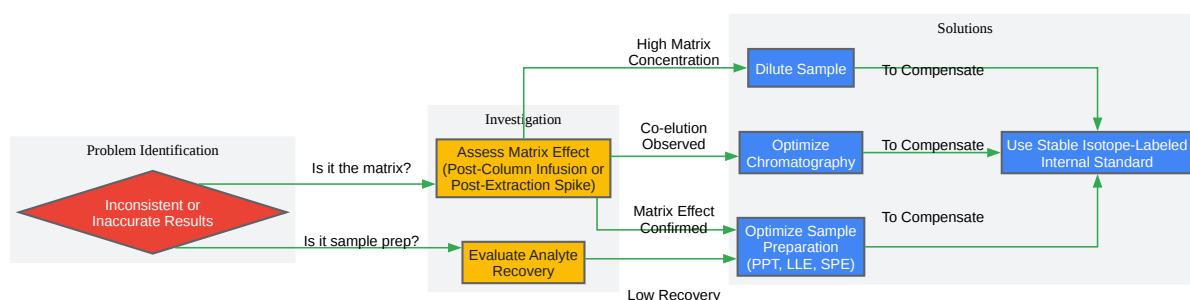 Problem Identification
Inconsistent or
Inaccurate Results
Is it the matrix?
Is it sample prep?
Investigation
Assess Matrix Effect
(Post-Column Infusion or
Post-Extraction Spike)
Evaluate Analyte
Recovery
High Matrix
Concentration
Co-elution
Observed
Matrix Effect
Confirmed
Low Recovery
Solutions
Dilute Sample
To Compensate
Optimize
Chromatography
To Compensate
Optimize Sample
Preparation
(PPT, LLE, SPE)
To Compensate
Use Stable Isotope-Labeled
Internal Standard